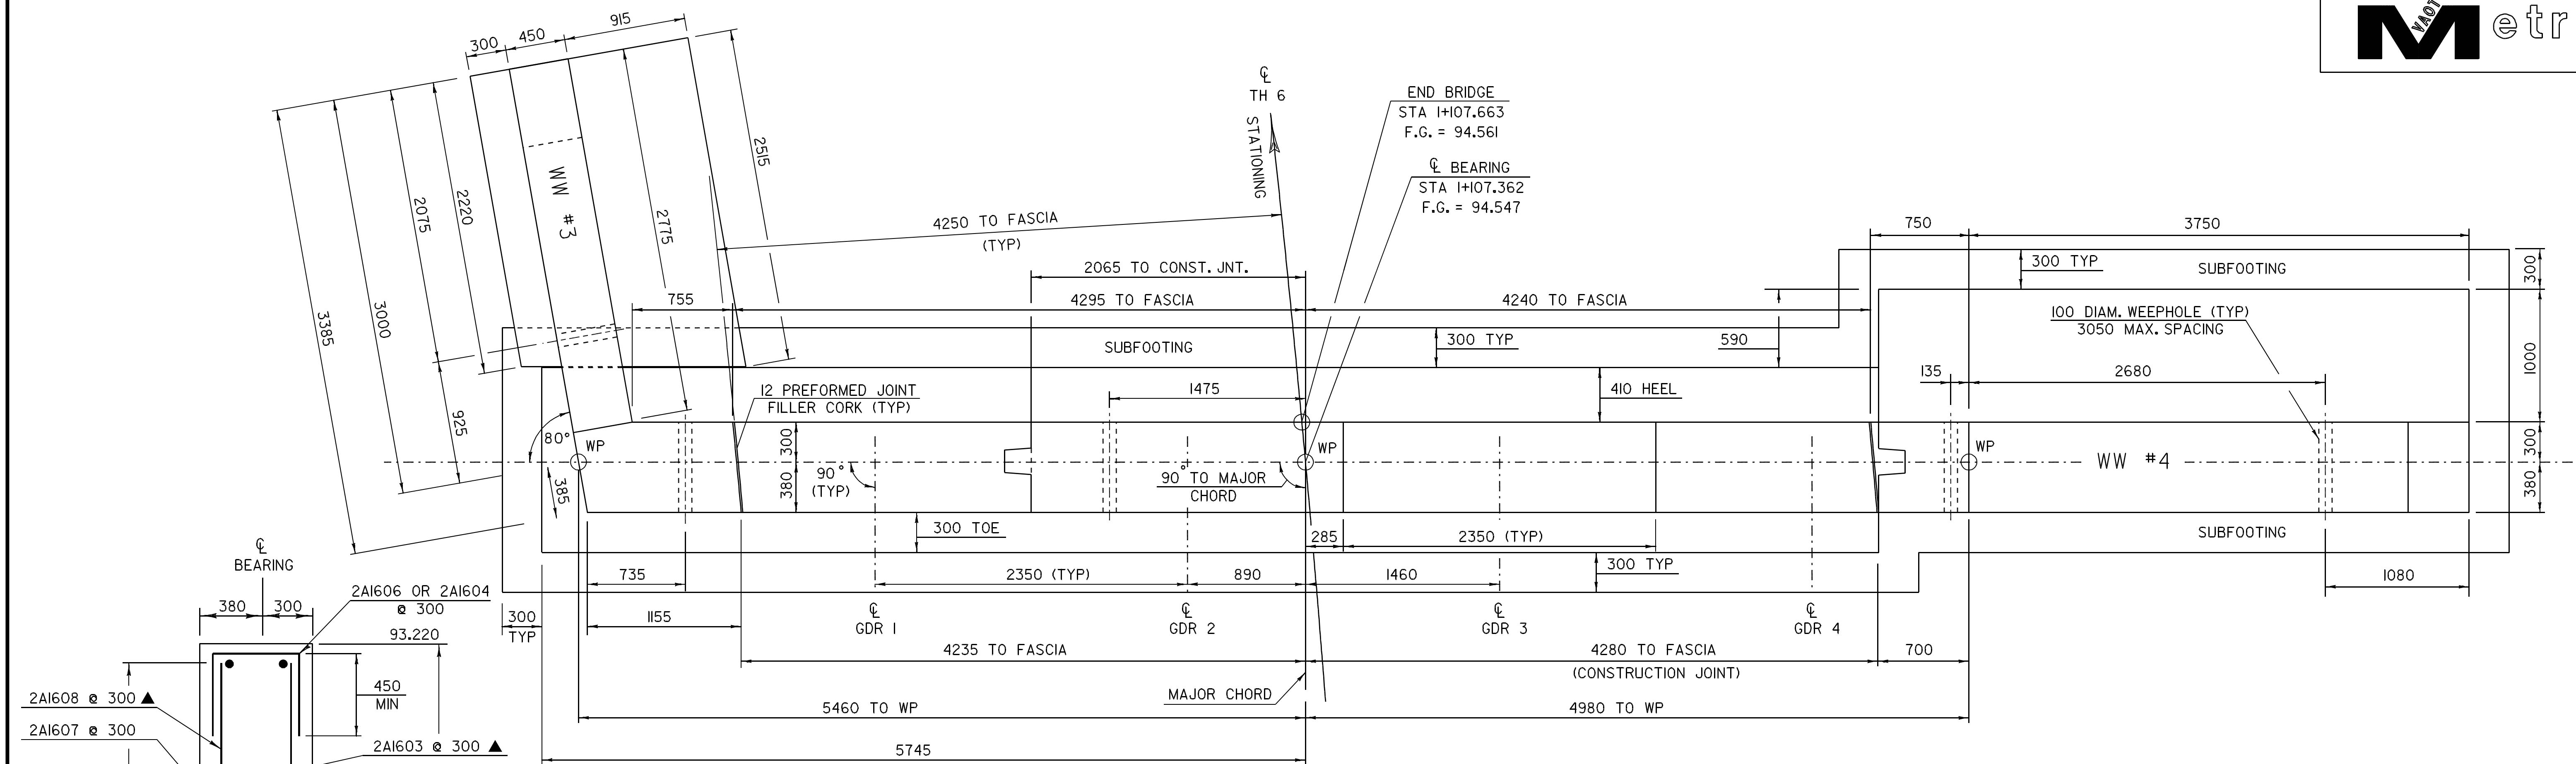 VAOT
Metr
300
450
915
℄
TH 6
STATIONING
END BRIDGE
STA 1+107.663
F.G. = 94.561
℄ BEARING
STA 1+107.362
F.G. = 94.547
WW #3
2515
2775
2220
2075
3000
3385
925
4250 TO FASCIA
(TYP)
750
3750
2065 TO CONST. JNT.
755
4295 TO FASCIA
4240 TO FASCIA
300 TYP
SUBFOOTING
300
SUBFOOTING
300 TYP
590
100 DIAM. WEEPHOLE (TYP)
3050 MAX. SPACING
1000
12 PREFORMED JOINT
FILLER CORK (TYP)
1475
410 HEEL
135
2680
80°
WP
385
300
380
90°
(TYP)
WP
90° TO MAJOR
CHORD
WP
WW #4
300
380
300 TOE
285
2350 (TYP)
SUBFOOTING
300 TYP
735
2350 (TYP)
890
1460
1080
300
TYP
1155
℄
GDR 1
℄
GDR 2
℄
GDR 3
℄
GDR 4
4235 TO FASCIA
4280 TO FASCIA
(CONSTRUCTION JOINT)
700
MAJOR CHORD
5460 TO WP
4980 TO WP
5745
℄
BEARING
380
300
2A1606 OR 2A1604
@ 300
93.220
450
MIN
2A1608 @ 300 ▲
2A1607 @ 300
2A1603 @ 300 ▲